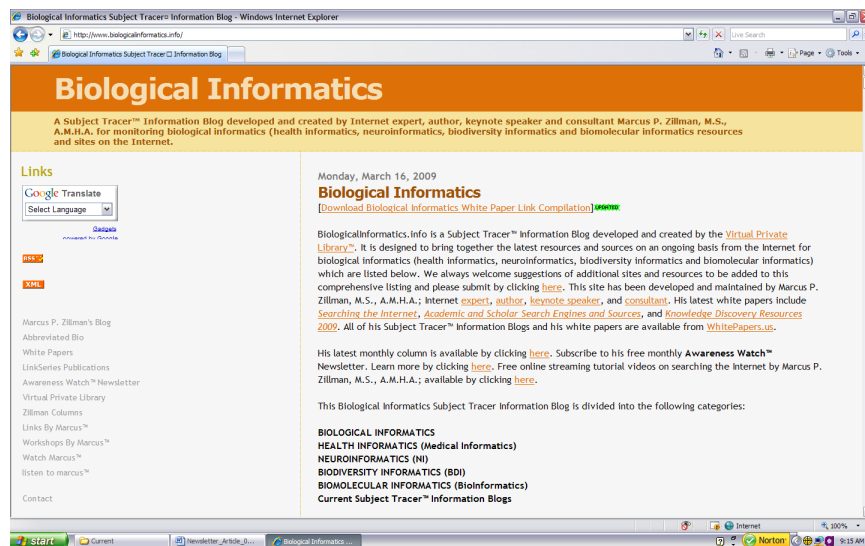 Biological Informatics Subject Tracer= Information Blog - Windows Internet Explorer
http://www.biologicalinformatics.info/
Live Search
Biological Informatics Subject Tracer□ Information Blog
Page
Tools
Biological Informatics
A Subject Tracer™ Information Blog developed and created by Internet expert, author, keynote speaker and consultant Marcus P. Zillman, M.S.,
A.M.H.A. for monitoring biological informatics (health informatics, neuroinformatics, biodiversity informatics and biomolecular informatics resources
and sites on the Internet.
Links
Google Translate
Select Language
Gadgets
powered by Google
RSS
XML
Marcus P. Zillman's Blog
Abbreviated Bio
White Papers
LinkSeries Publications
Awareness Watch™ Newsletter
Virtual Private Library
Zillman Columns
Links By Marcus™
Workshops By Marcus™
Watch Marcus™
listen to marcus™
Contact
Monday, March 16, 2009
Biological Informatics
[Download Biological Informatics White Paper Link Compilation] UPDATED
BiologicalInformatics.info is a Subject Tracer™ Information Blog developed and created by the Virtual Private
Library™. It is designed to bring together the latest resources and sources on an ongoing basis from the Internet for
biological informatics (health informatics, neuroinformatics, biodiversity informatics and biomolecular informatics)
which are listed below. We always welcome suggestions of additional sites and resources to be added to this
comprehensive listing and please submit by clicking here. This site has been developed and maintained by Marcus P.
Zillman, M.S., A.M.H.A.; Internet expert, author, keynote speaker, and consultant. His latest white papers include
Searching the Internet, Academic and Scholar Search Engines and Sources, and Knowledge Discovery Resources
2009. All of his Subject Tracer™ Information Blogs and his white papers are available from WhitePapers.us.
His latest monthly column is available by clicking here. Subscribe to his free monthly Awareness Watch™
Newsletter. Learn more by clicking here. Free online streaming tutorial videos on searching the Internet by Marcus P.
Zillman, M.S., A.M.H.A.; available by clicking here.
This Biological Informatics Subject Tracer Information Blog is divided into the following categories:
BIOLOGICAL INFORMATICS
HEALTH INFORMATICS (Medical Informatics)
NEUROINFORMATICS (NI)
BIODIVERSITY INFORMATICS (BDI)
BIOMOLECULAR INFORMATICS (BioInformatics)
Current Subject Tracer™ Information Blogs
Internet
100%
start
Current
Newsletter_Article_0...
Biological Informatics ...
Norton
9:15 AM